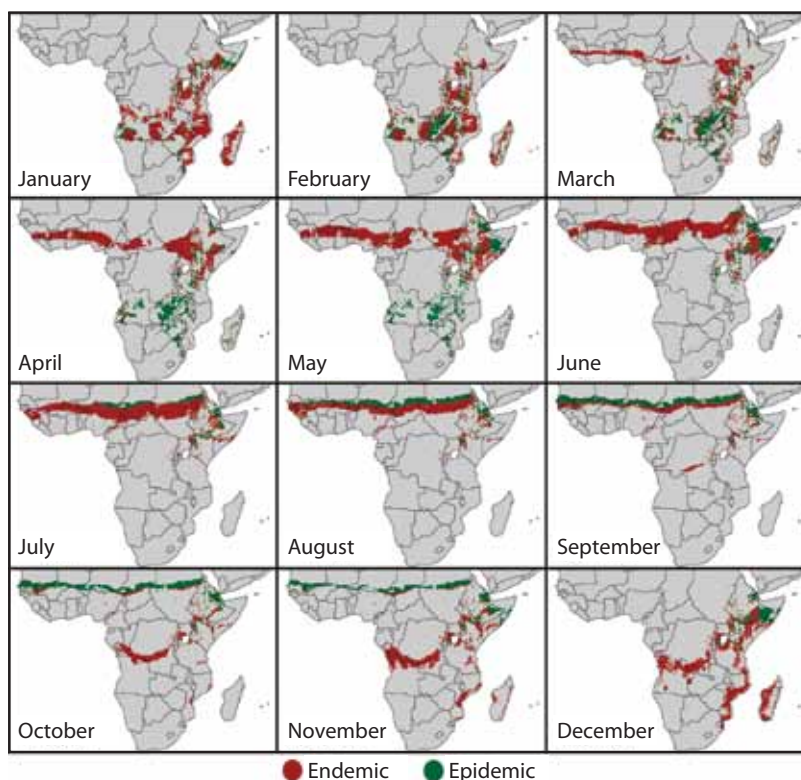 January
February
March
April
May
June
July
August
September
October
November
December
Endemic
Epidemic